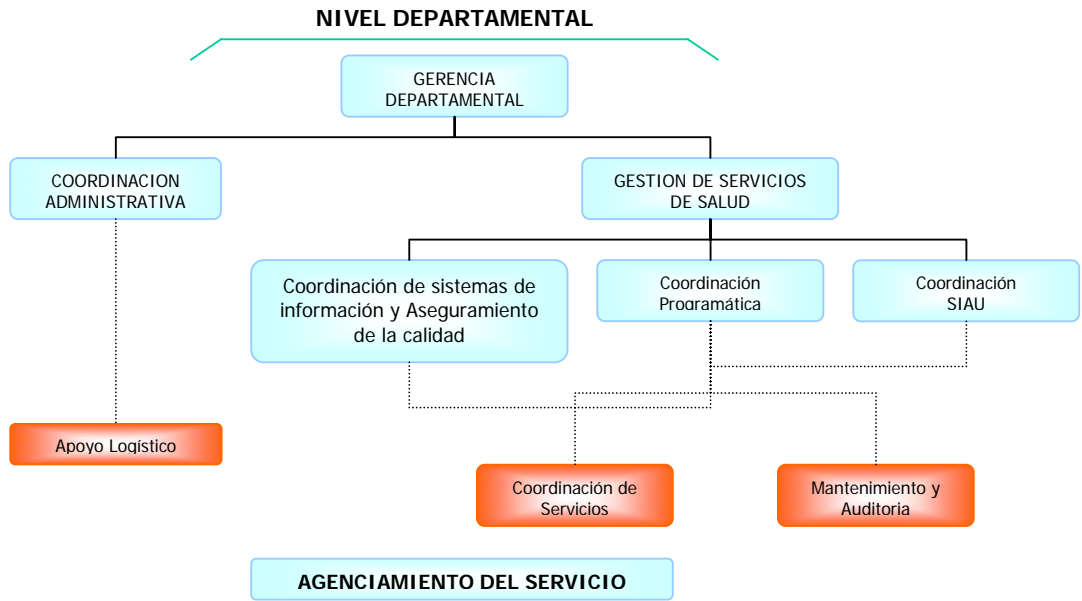 NIVEL DEPARTAMENTAL
GERENCIA
DEPARTAMENTAL
COORDINACION
ADMINISTRATIVA
GESTION DE SERVICIOS
DE SALUD
Coordinación de sistemas de
información y Aseguramiento
de la calidad
Coordinación
Programática
Coordinación
SIAU
Apoyo Logístico
Coordinación de
Servicios
Mantenimiento y
Auditoria
AGENCIAMIENTO DEL SERVICIO